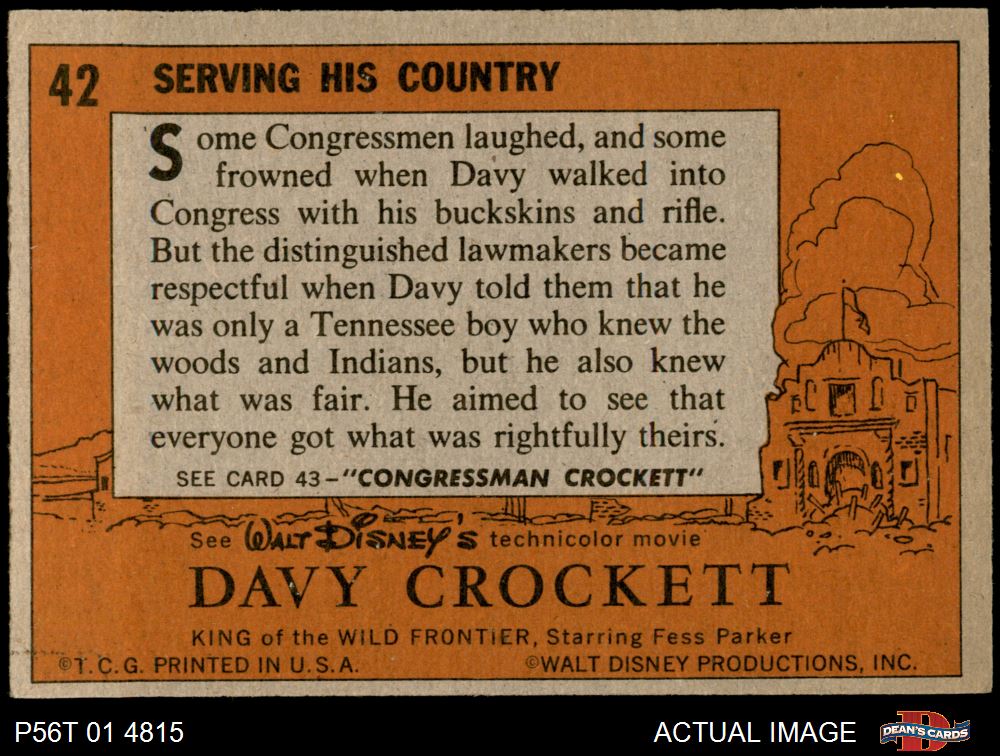 42 SERVING HIS COUNTRY
Some Congressmen laughed, and some
frowned when Davy walked into
Congress with his buckskins and rifle.
But the distinguished lawmakers became
respectful when Davy told them that he
was only a Tennessee boy who knew the
woods and Indians, but he also knew
what was fair. He aimed to see that
everyone got what was rightfully theirs.
SEE CARD 43-"CONGRESSMAN CROCKETT"
See WALT DISNEY'S technicolor movie
DAVY CROCKETT
KING of the WILD FRONTIER, Starring Fess Parker
©T.C.G. PRINTED IN U.S.A. ©WALT DISNEY PRODUCTIONS, INC.
P56T 01 4815 ACTUAL IMAGE D DEAN'S CARDS